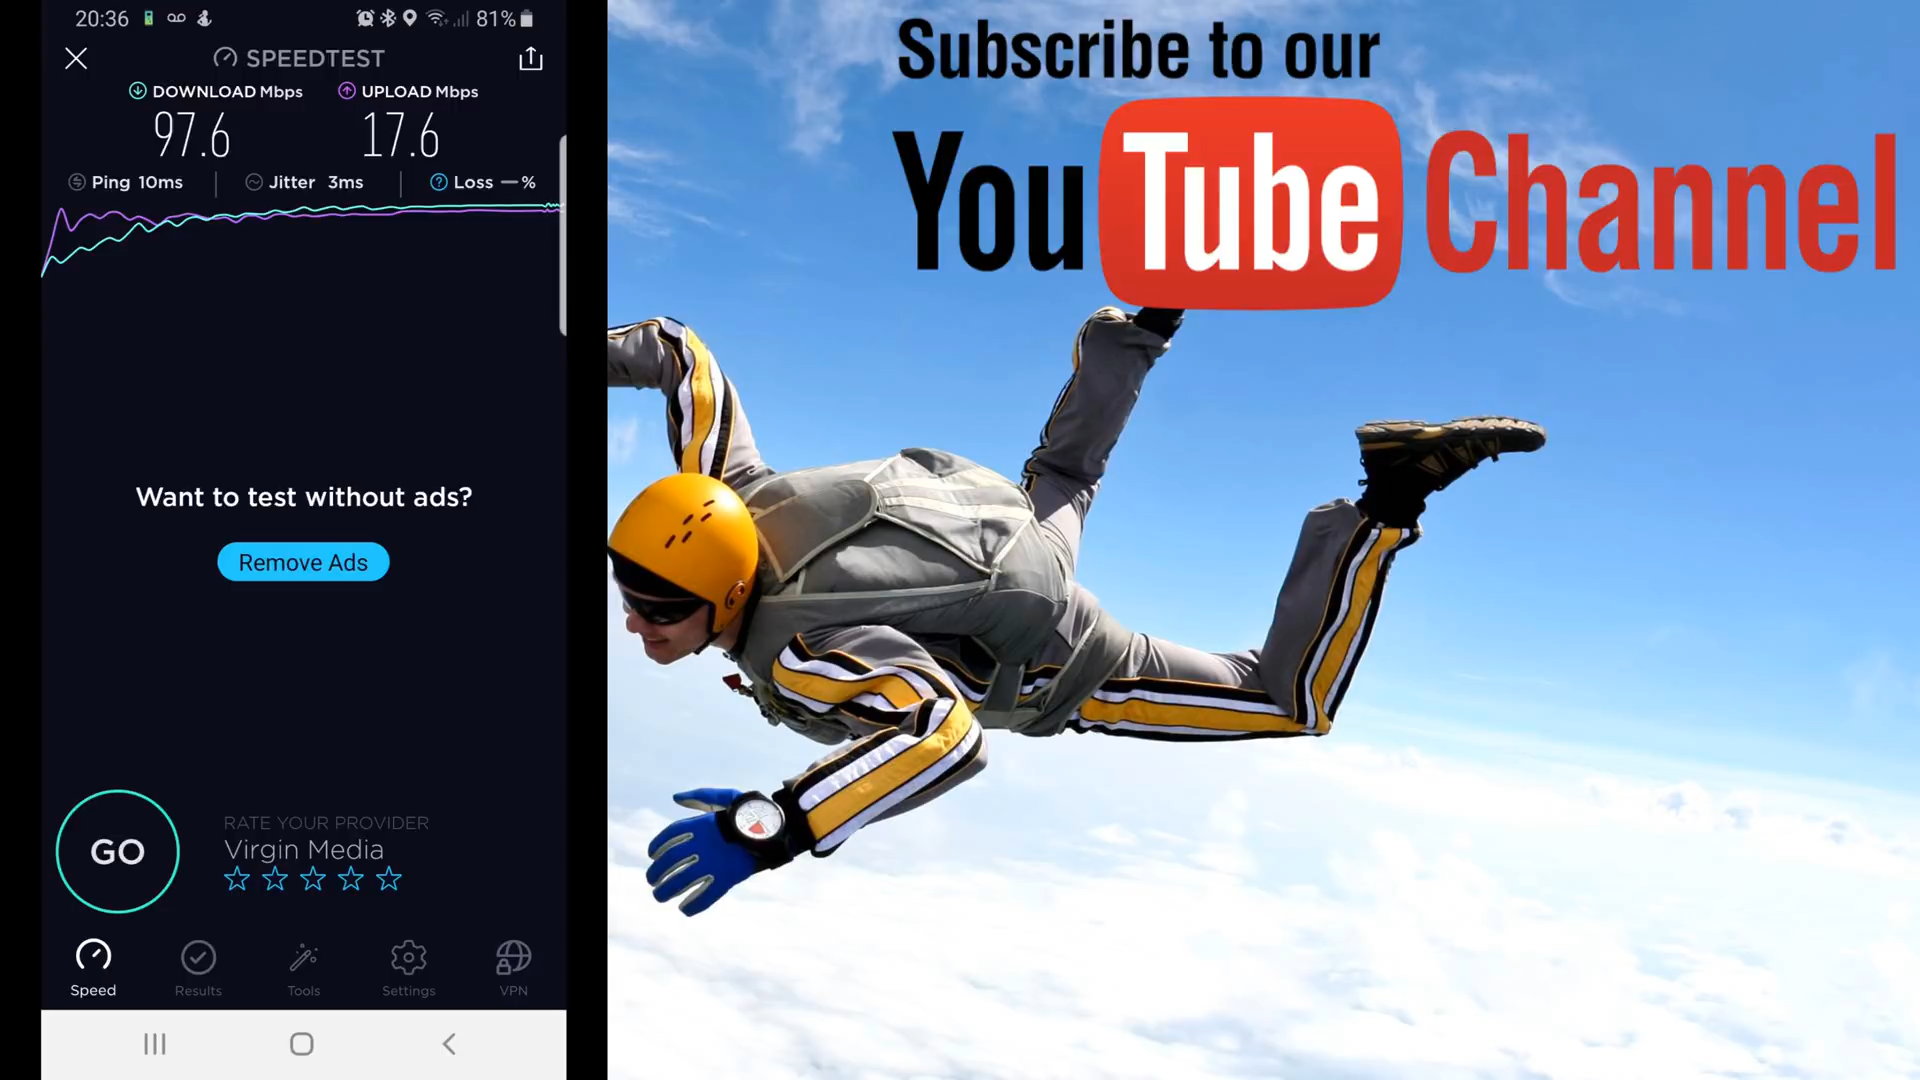 20:36 81%
SPEEDTEST
DOWNLOAD Mbps UPLOAD Mbps
97.6 17.6
Ping 10ms Jitter 3ms Loss — %
Want to test without ads?
Remove Ads
GO
RATE YOUR PROVIDER
Virgin Media
Speed Results Tools Settings VPN
Subscribe to our
YouTube Channel